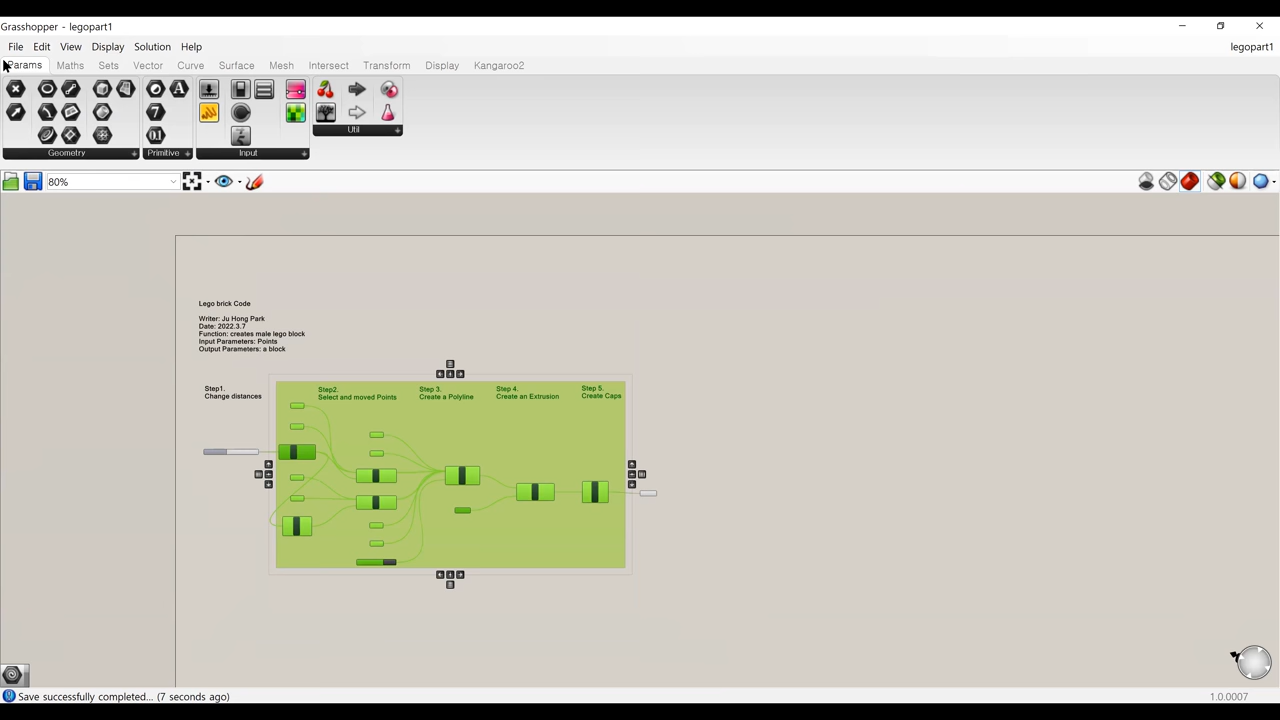 Grasshopper - legopart1
File Edit View Display Solution Help
legopart1
Params Maths Sets Vector Curve Surface Mesh Intersect Transform Display Kangaroo2
Geometry
Primitive
Input
Util
80%
Lego brick Code
Writer: Ju Hong Park
Date: 2022.3.7
Function: creates male lego block
Input Parameters: Points
Output Parameters: a block
Step1.
Change distances
Step2.
Select and moved Points
Step 3.
Create a Polyline
Step 4.
Create an Extrusion
Step 5.
Create Caps
Save successfully completed... (7 seconds ago)
1.0.0007